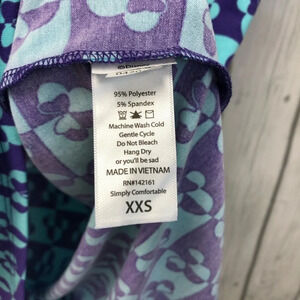 95% Polyester
5% Spandex
Machine Wash Cold
Gentle Cycle
Do Not Bleach
Hang Dry
or you'll be sad
MADE IN VIETNAM
RN#142161
Simply Comfortable
XXS